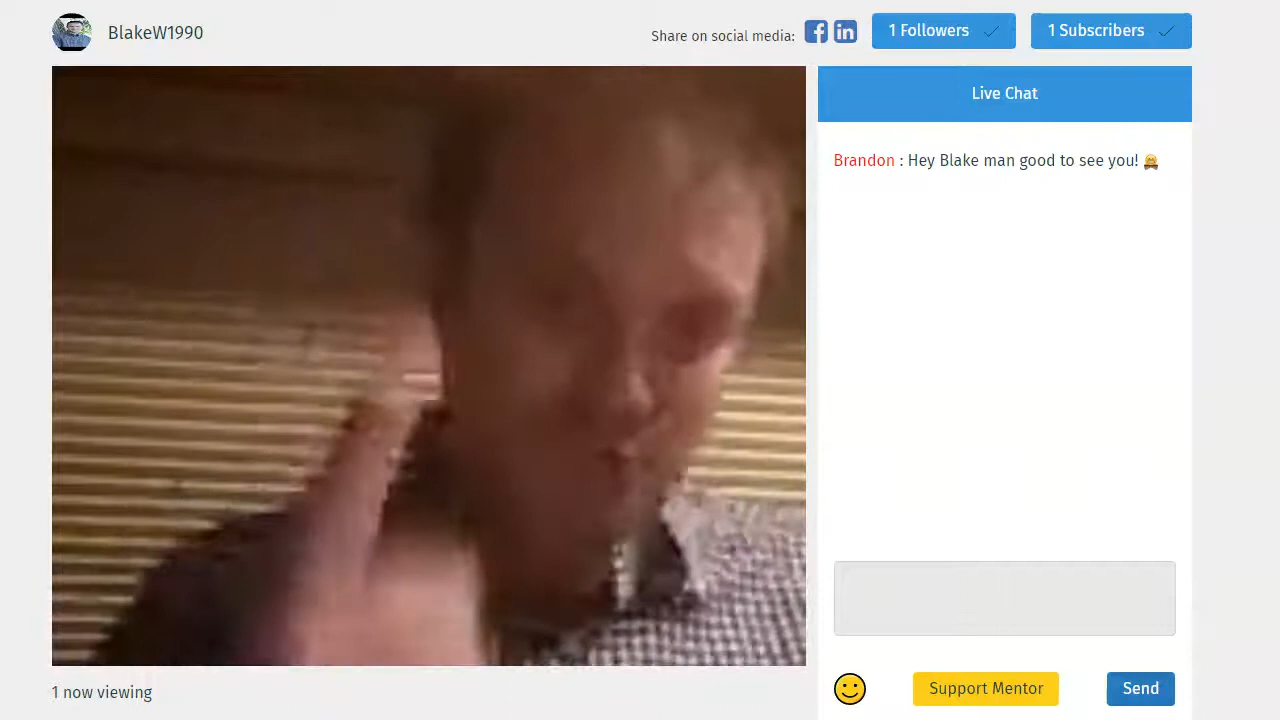 BlakeW1990
Share on social media:
1 Followers
1 Subscribers
Live Chat
Brandon : Hey Blake man good to see you!
Support Mentor
Send
1 now viewing